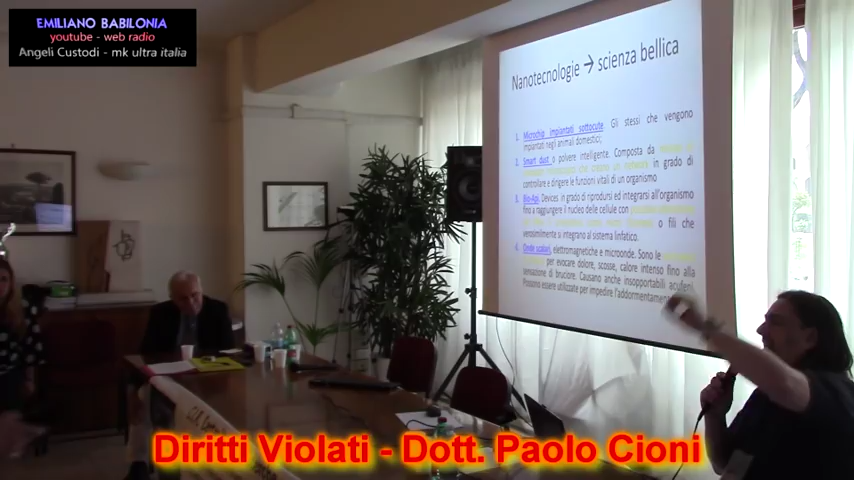 EMILIANO BABILONIA
youtube - web radio
Angeli Custodi - mk ultra italia
Nanotecnologie → scienza bellica
1. Microchip impiantati sottocute. Gli stessi che vengono
impiantati negli animali domestici;
2. Smart dust o polvere intelligente. Composta da
in grado di
controllare e dirigere le funzioni vitali di un organismo
3. Bio-Api. Devices in grado di riprodursi ed integrarsi all'organismo
fino a raggiungere il nucleo delle cellule con
o fili che
si integrano al sistema linfatico.
4. Onde scalari, elettromagnetiche e microonde. Sono le
per evocare dolore, scosse, calore intenso fino alla
sensazione di bruciore. Causano anche insopportabili acufeni.
Possono essere utilizzate per impedire l'addormentamento
Diritti Violati - Dott. Paolo Cioni